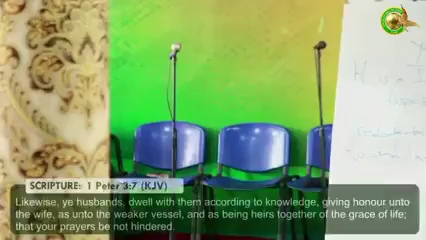 SCRIPTURE: 1 Peter 3:7 (KJV)
Likewise, ye husbands, dwell with them according to knowledge, giving honour unto
the wife, as unto the weaker vessel, and as being heirs together of the grace of life;
that your prayers be not hindered.